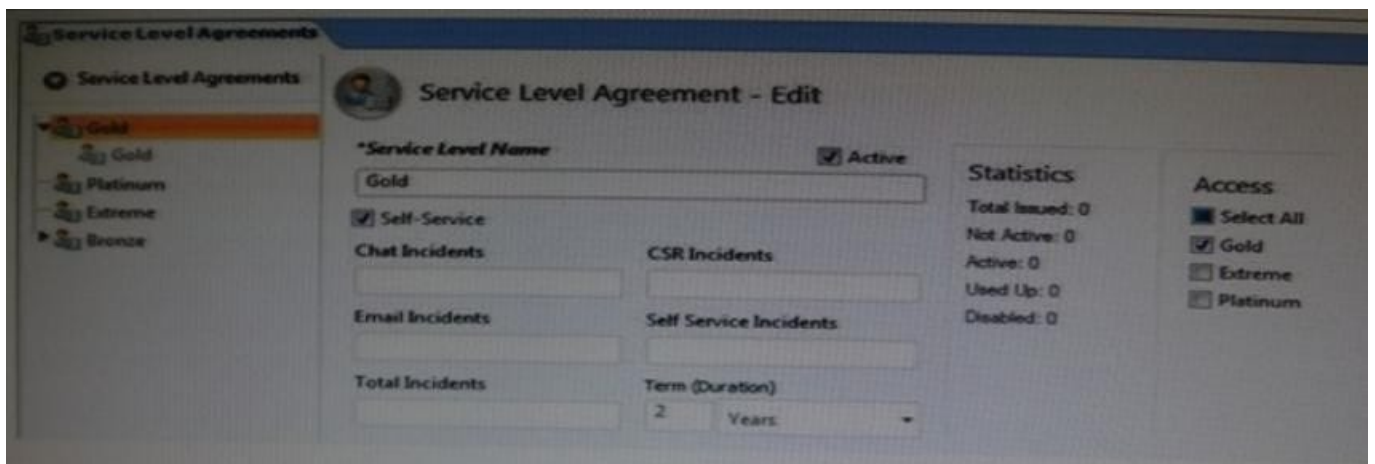 Service Level Agreements
Service Level Agreements
Gold
Gold
Platinum
Extreme
Bronze
Service Level Agreement - Edit
*Service Level Name
Active
Gold
Self-Service
Chat Incidents
CSR Incidents
Email Incidents
Self Service Incidents
Total Incidents
Term (Duration)
2
Years
Statistics
Total Issued: 0
Not Active: 0
Active: 0
Used Up: 0
Disabled: 0
Access
Select All
Gold
Extreme
Platinum